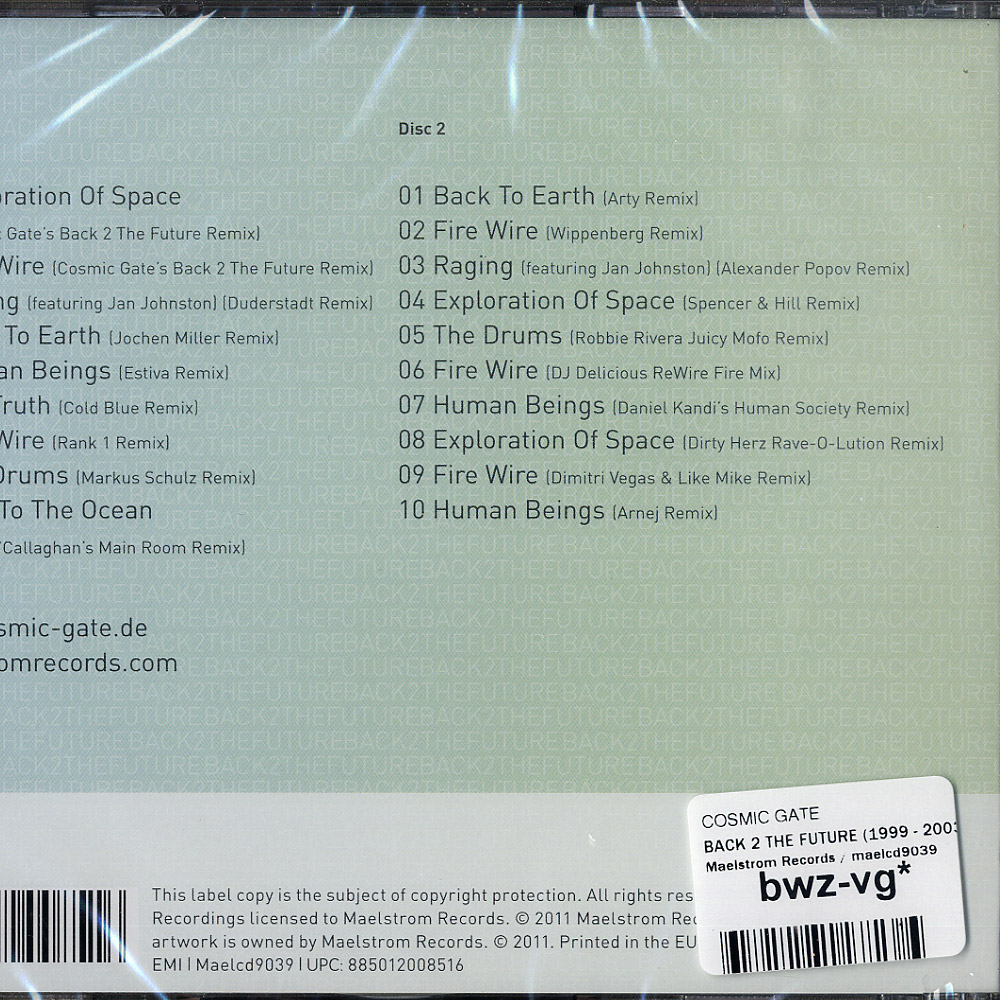 Disc 2
oration Of Space
Gate's Back 2 The Future Remix)
Wire (Cosmic Gate's Back 2 The Future Remix)
ng (featuring Jan Johnston) (Duderstadt Remix)
To Earth (Jochen Miller Remix)
an Beings (Estiva Remix)
Truth (Cold Blue Remix)
Wire (Rank 1 Remix)
Drums (Markus Schulz Remix)
To The Ocean
'Callaghan's Main Room Remix)
smic-gate.de
omrecords.com
01 Back To Earth (Arty Remix)
02 Fire Wire (Wippenberg Remix)
03 Raging (featuring Jan Johnston) (Alexander Popov Remix)
04 Exploration Of Space (Spencer & Hill Remix)
05 The Drums (Robbie Rivera Juicy Mofo Remix)
06 Fire Wire (DJ Delicious ReWire Fire Mix)
07 Human Beings (Daniel Kandi's Human Society Remix)
08 Exploration Of Space (Dirty Herz Rave-O-Lution Remix)
09 Fire Wire (Dimitri Vegas & Like Mike Remix)
10 Human Beings (Arnej Remix)
This label copy is the subject of copyright protection. All rights res
Recordings licensed to Maelstrom Records. © 2011 Maelstrom Rec
artwork is owned by Maelstrom Records. © 2011. Printed in the EU
EMI | Maelcd9039 | UPC: 885012008516
COSMIC GATE
BACK 2 THE FUTURE (1999 - 2003
Maelstrom Records / maelcd9039
bwz-vg*